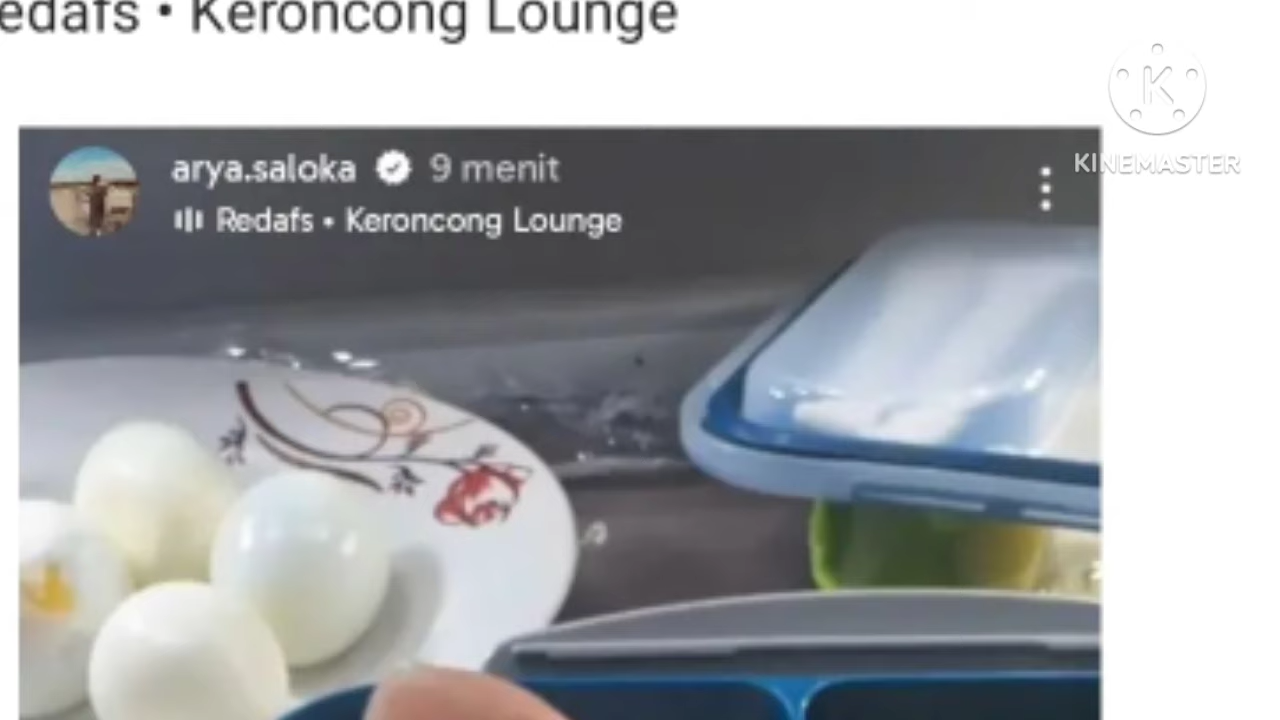 edafs • Keroncong Lounge
K
KINEMASTER
arya.saloka 9 menit
Redafs • Keroncong Lounge